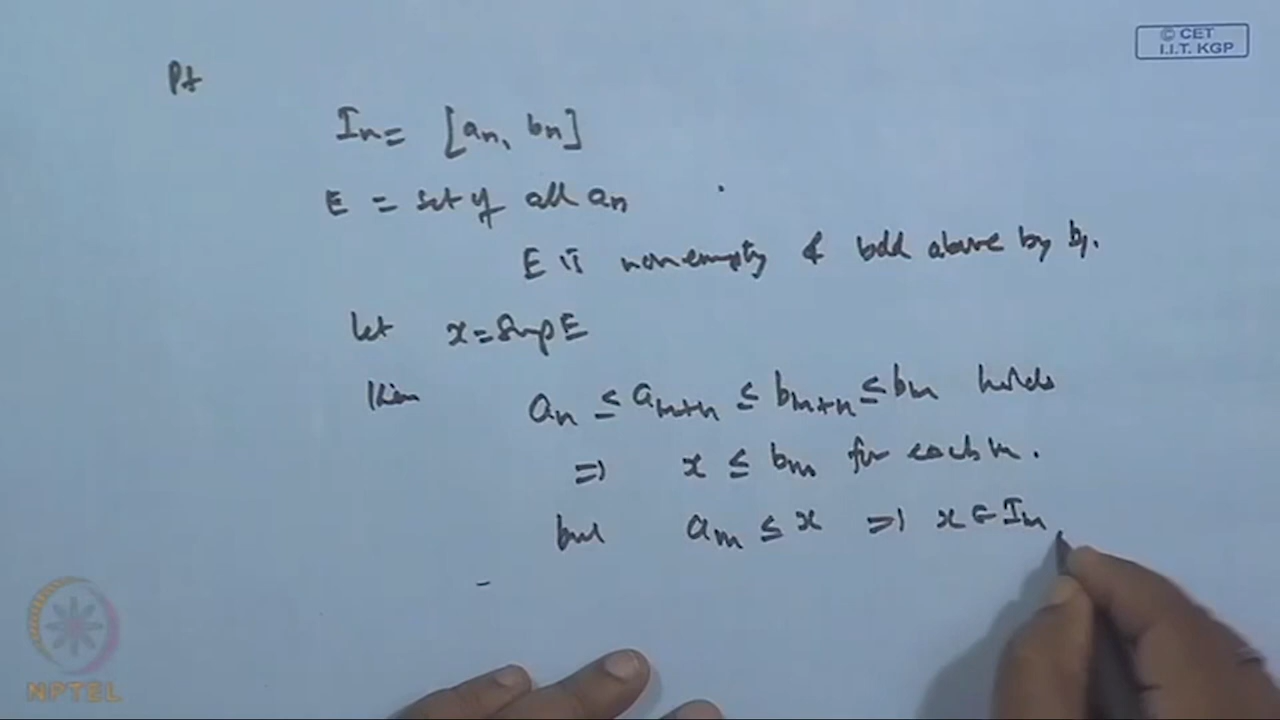 © CET
I.I.T. KGP
Pf
In = [an, bn]
E = set of all an
E is nonempty & bdd above by b1.
let x = Sup E
then an ≤ am+n ≤ bm+n ≤ bm holds
⇒ x ≤ bm for each m.
but am ≤ x ⇒ x ∈ Im
NPTEL